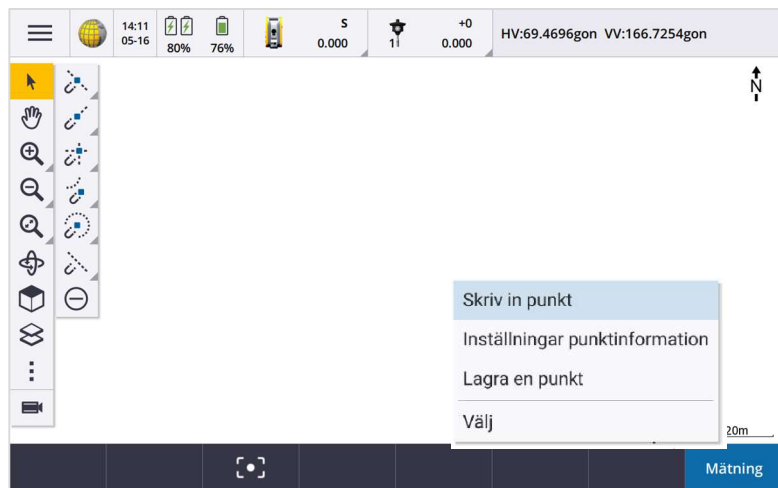 14:11
05-16
80%
76%
S
0.000
1
+0
0.000
HV:69.4696gon VV:166.7254gon
N
Skriv in punkt
Inställningar punktinformation
Lagra en punkt
Välj
20m
Mätning